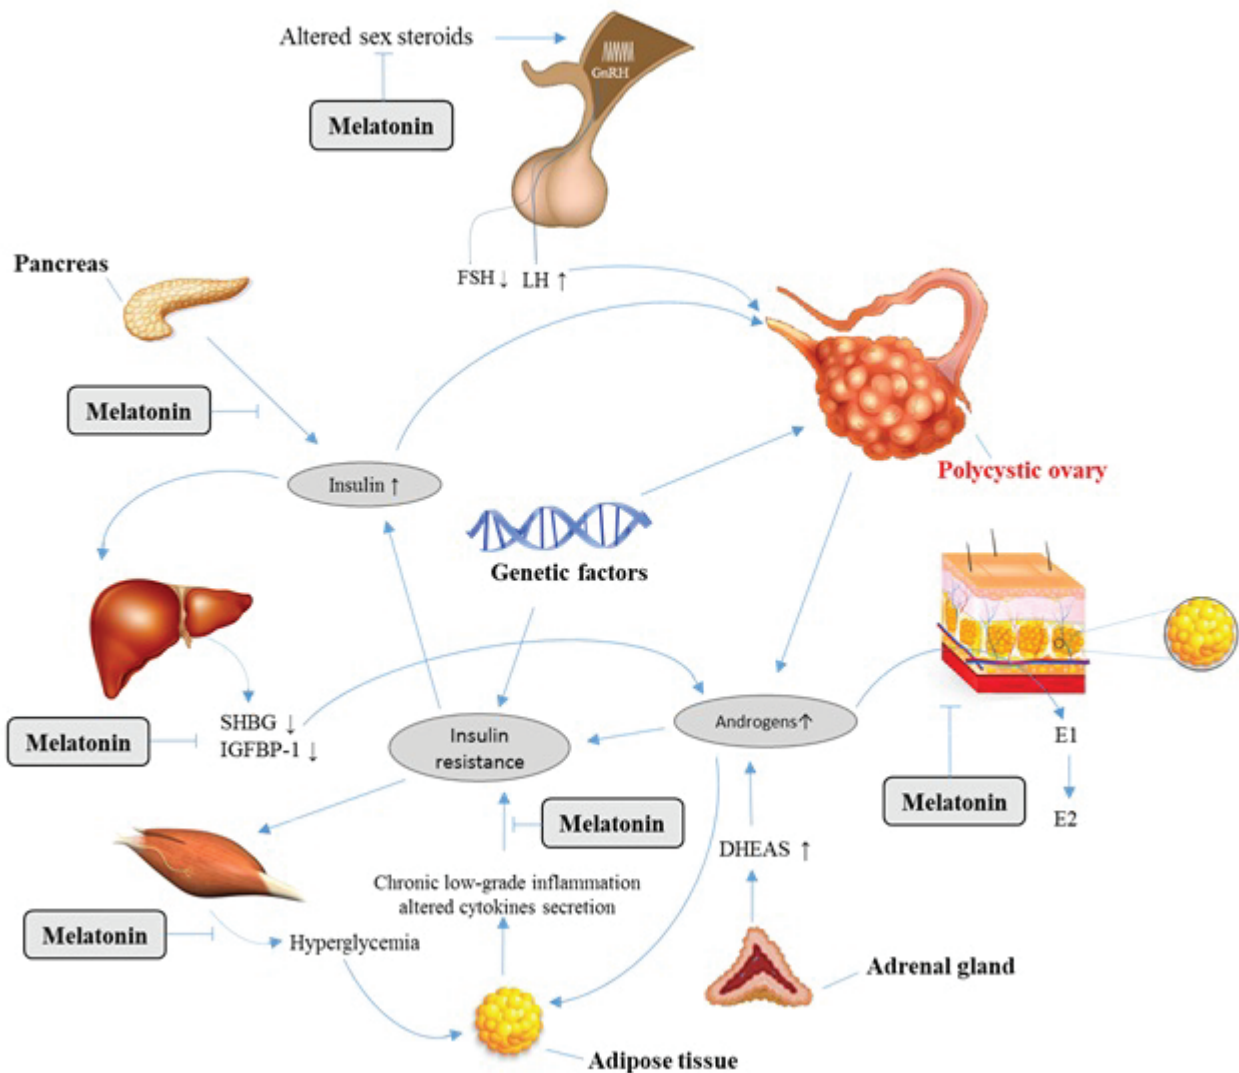 Altered sex steroids
GnRH
Melatonin
FSH ↓ LH ↑
Pancreas
Melatonin
Insulin ↑
Polycystic ovary
Genetic factors
SHBG ↓
IGFBP-1 ↓
Melatonin
Insulin
resistance
Androgens↑
E1
Melatonin
E2
Melatonin
DHEAS ↑
Chronic low-grade inflammation
altered cytokines secretion
Melatonin
Hyperglycemia
Adrenal gland
Adipose tissue